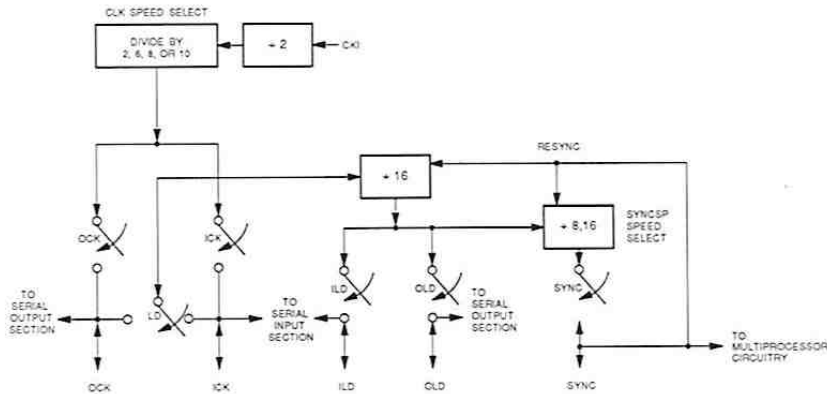 CLK SPEED SELECT
DIVIDE BY
2, 6, 8, OR 10
÷ 2
CKI
RESYNC
÷ 16
÷ 8,16
SYNCSP
SPEED
SELECT
OCK
ICK
ILD
OLD
SYNC
LD
TO
SERIAL
OUTPUT
SECTION
TO
SERIAL
INPUT
SECTION
TO
SERIAL
OUTPUT
SECTION
TO
MULTIPROCESSOR
CIRCUITRY
OCK
ICK
ILD
OLD
SYNC